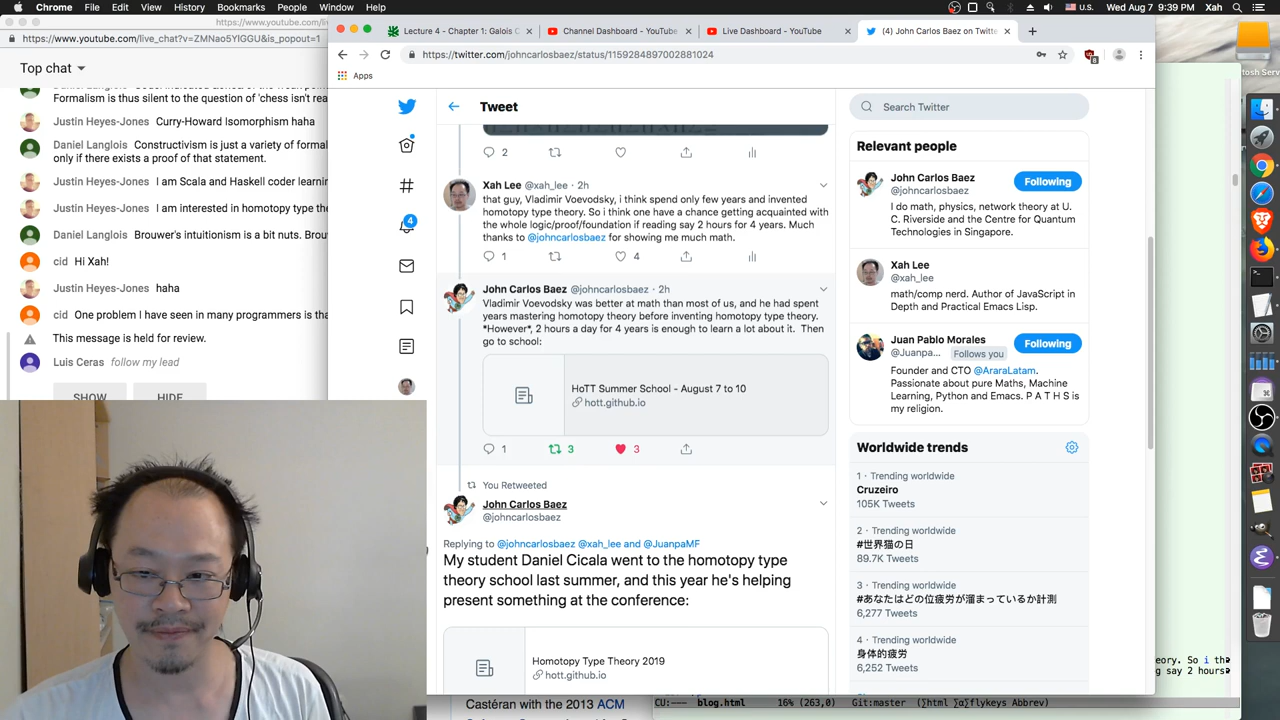 Chrome File Edit View History Bookmarks People Window Help
Wed Aug 7 9:39 PM Xah
https://www.youtube.com/li
https://www.youtube.com/live_chat?v=ZMNao5YIGGU&is_popout=1
Top chat
Daniel Langlois
Formalism is thus silent to the question of 'chess isn't rea
Justin Heyes-Jones Curry-Howard Isomorphism haha
Daniel Langlois Constructivism is just a variety of formal
only if there exists a proof of that statement.
Justin Heyes-Jones I am Scala and Haskell coder learnin
Justin Heyes-Jones I am interested in homotopy type the
Daniel Langlois Brouwer's intuitionism is a bit nuts. Brou
cid Hi Xah!
Justin Heyes-Jones haha
cid One problem I have seen in many programmers is tha
This message is held for review.
Luis Ceras follow my lead
SHOW HIDE
Lecture 4 - Chapter 1: Galois C
Channel Dashboard - YouTube
Live Dashboard - YouTube
(4) John Carlos Baez on Twitte
https://twitter.com/johncarlosbaez/status/1159284897002881024
8
Apps
4
Tweet
2
Xah Lee @xah_lee · 2h
that guy, Vladimir Voevodsky, i think spend only few years and invented
homotopy type theory. So i think one have a chance getting acquainted with
the whole logic/proof/foundation if reading say 2 hours for 4 years. Much
thanks to @johncarlosbaez for showing me much math.
1 4
John Carlos Baez @johncarlosbaez · 2h
Vladimir Voevodsky was better at math than most of us, and he had spent
years mastering homotopy theory before inventing homotopy type theory.
*However*, 2 hours a day for 4 years is enough to learn a lot about it. Then
go to school:
HoTT Summer School - August 7 to 10
hott.github.io
1 3 3
You Retweeted
John Carlos Baez
@johncarlosbaez
Replying to @johncarlosbaez @xah_lee and @JuanpaMF
My student Daniel Cicala went to the homotopy type
theory school last summer, and this year he's helping
present something at the conference:
Homotopy Type Theory 2019
hott.github.io
Search Twitter
Relevant people
John Carlos Baez
@johncarlosbaez
Following
I do math, physics, network theory at U.
C. Riverside and the Centre for Quantum
Technologies in Singapore.
Xah Lee
@xah_lee
math/comp nerd. Author of JavaScript in
Depth and Practical Emacs Lisp.
Juan Pablo Morales
@Juanpa... Follows you
Following
Founder and CTO @AraraLatam.
Passionate about pure Maths, Machine
Learning, Python and Emacs. P A T H S is
my religion.
Worldwide trends
1 · Trending worldwide
Cruzeiro
105K Tweets
2 · Trending worldwide
#世界猫の日
89.7K Tweets
3 · Trending worldwide
#あなたはどの位疲労が溜まっているか計測
6,277 Tweets
4 · Trending worldwide
身体的疲労
6,252 Tweets
tosh Serv
eory. So i th
g say 2 hours
Castéran with the 2013 ACM
CU:--- blog.html 16% (263,0) Git:master (∑html ∑α∑flykeys Abbrev)